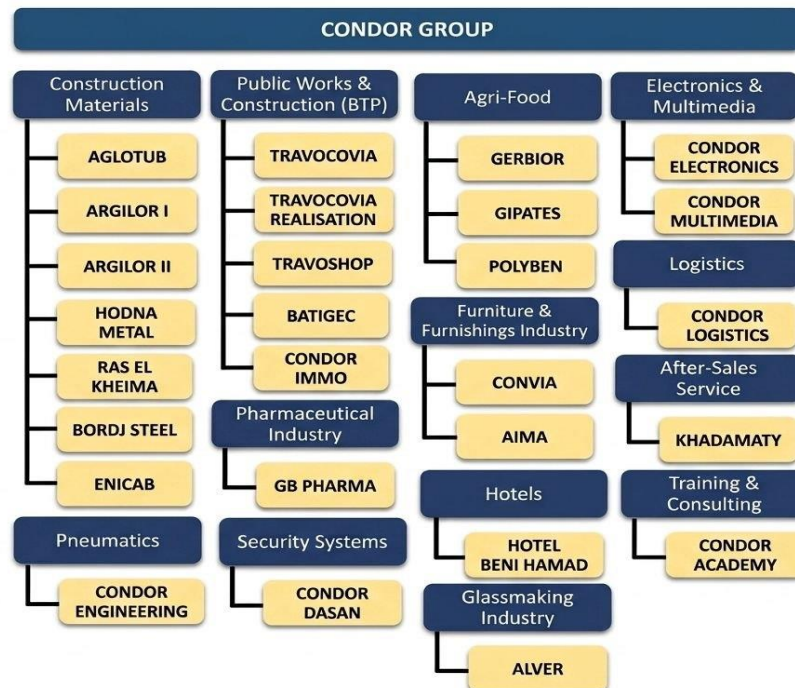 CONDOR GROUP
Construction
Materials
AGLOTUB
ARGILOR I
ARGILOR II
HODNA
METAL
RAS EL
KHEIMA
BORDJ STEEL
ENICAB
Pneumatics
CONDOR
ENGINEERING
Public Works &
Construction (BTP)
TRAVOCOVIA
TRAVOCOVIA
REALISATION
TRAVOSHOP
BATIGEC
CONDOR
IMMO
Pharmaceutical
Industry
GB PHARMA
Security Systems
CONDOR
DASAN
Agri-Food
GERBIOR
GIPATES
POLYBEN
Furniture &
Furnishings Industry
CONVIA
AIMA
Hotels
HOTEL
BENI HAMAD
Glassmaking
Industry
ALVER
Electronics &
Multimedia
CONDOR
ELECTRONICS
CONDOR
MULTIMEDIA
Logistics
CONDOR
LOGISTICS
After-Sales
Service
KHADAMATY
Training &
Consulting
CONDOR
ACADEMY